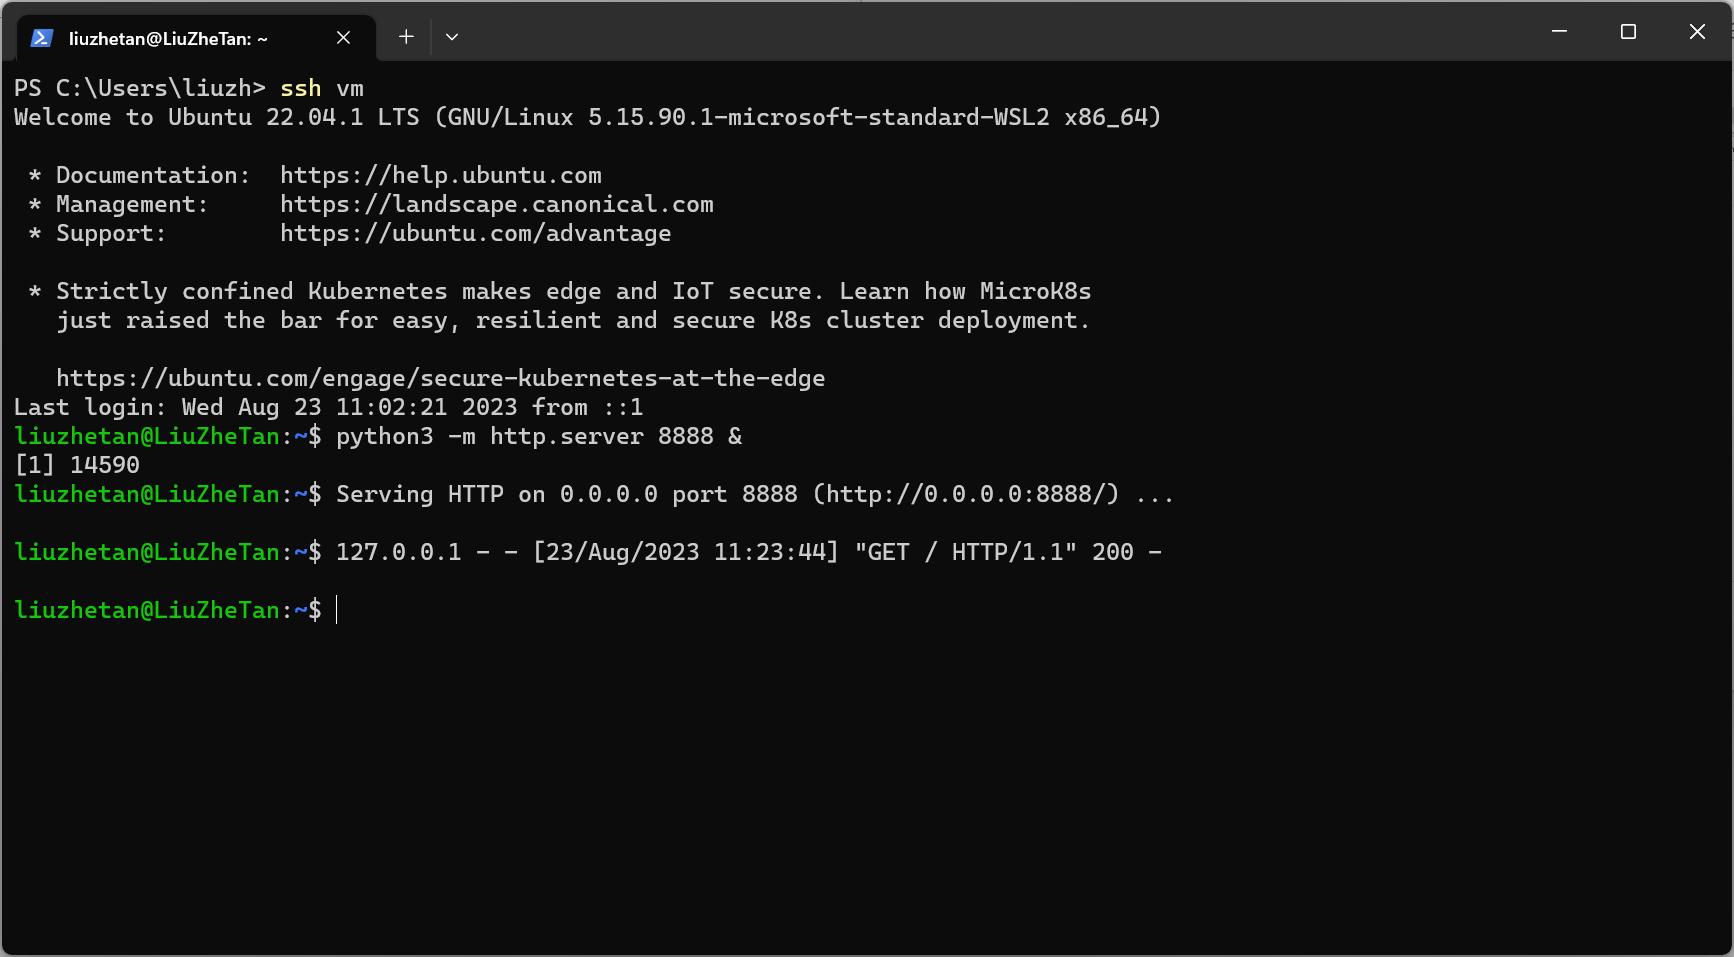 liuzhetan@LiuZheTan: ~
PS C:\Users\liuzh> ssh vm
Welcome to Ubuntu 22.04.1 LTS (GNU/Linux 5.15.90.1-microsoft-standard-WSL2 x86_64)
 * Documentation:  https://help.ubuntu.com
 * Management:     https://landscape.canonical.com
 * Support:        https://ubuntu.com/advantage
 * Strictly confined Kubernetes makes edge and IoT secure. Learn how MicroK8s
   just raised the bar for easy, resilient and secure K8s cluster deployment.
   https://ubuntu.com/engage/secure-kubernetes-at-the-edge
Last login: Wed Aug 23 11:02:21 2023 from ::1
liuzhetan@LiuZheTan:~$ python3 -m http.server 8888 &
[1] 14590
liuzhetan@LiuZheTan:~$ Serving HTTP on 0.0.0.0 port 8888 (http://0.0.0.0:8888/) ...
liuzhetan@LiuZheTan:~$ 127.0.0.1 - - [23/Aug/2023 11:23:44] "GET / HTTP/1.1" 200 -
liuzhetan@LiuZheTan:~$